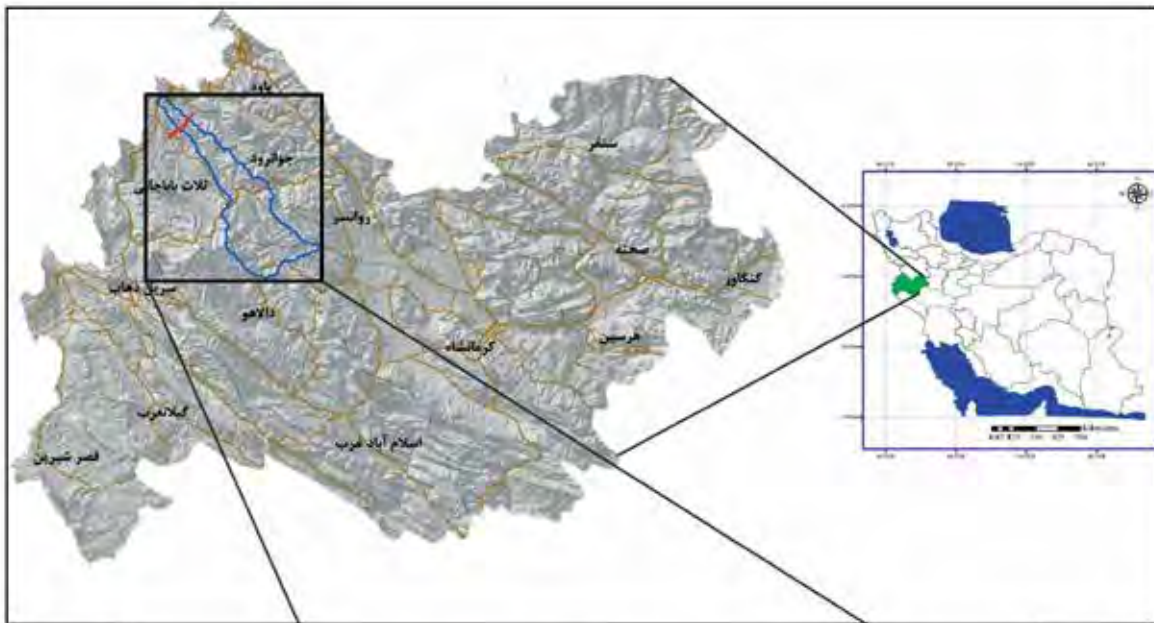 پاوه
جوانرود
ثلاث باباجانی
روانسر
سنقر
صحنه
کنگاور
سرپل ذهاب
دالاهو
کرمانشاه
هرسین
گیلانغرب
اسلام آباد غرب
قصر شیرین